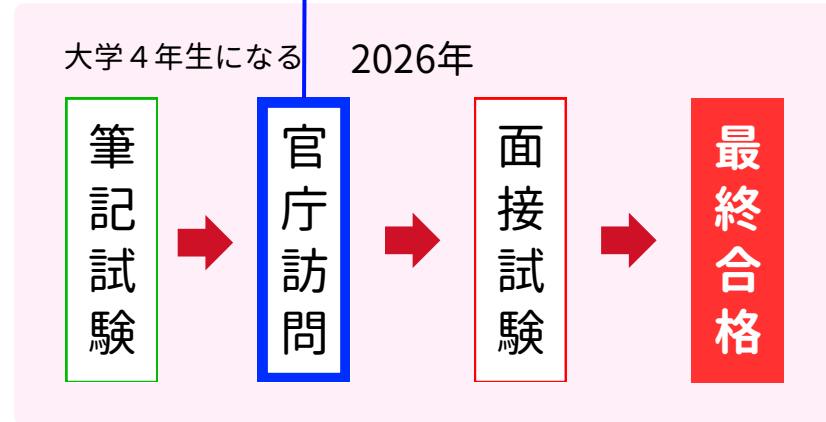 大学４年生になる
2026年
筆記試験
官庁訪問
面接試験
最終合格